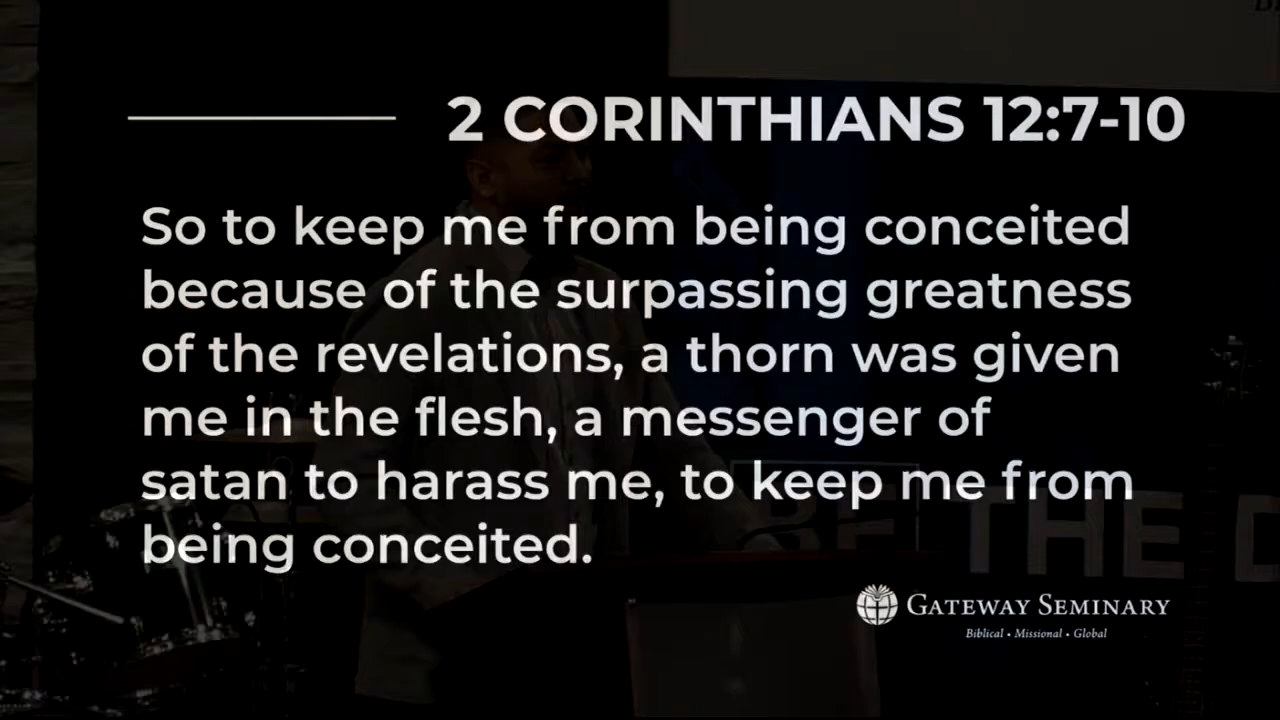 2 CORINTHIANS 12:7-10
So to keep me from being conceited
because of the surpassing greatness
of the revelations, a thorn was given
me in the flesh, a messenger of
satan to harass me, to keep me from
being conceited.
BE THE D
GATEWAY SEMINARY
Biblical • Missional • Global